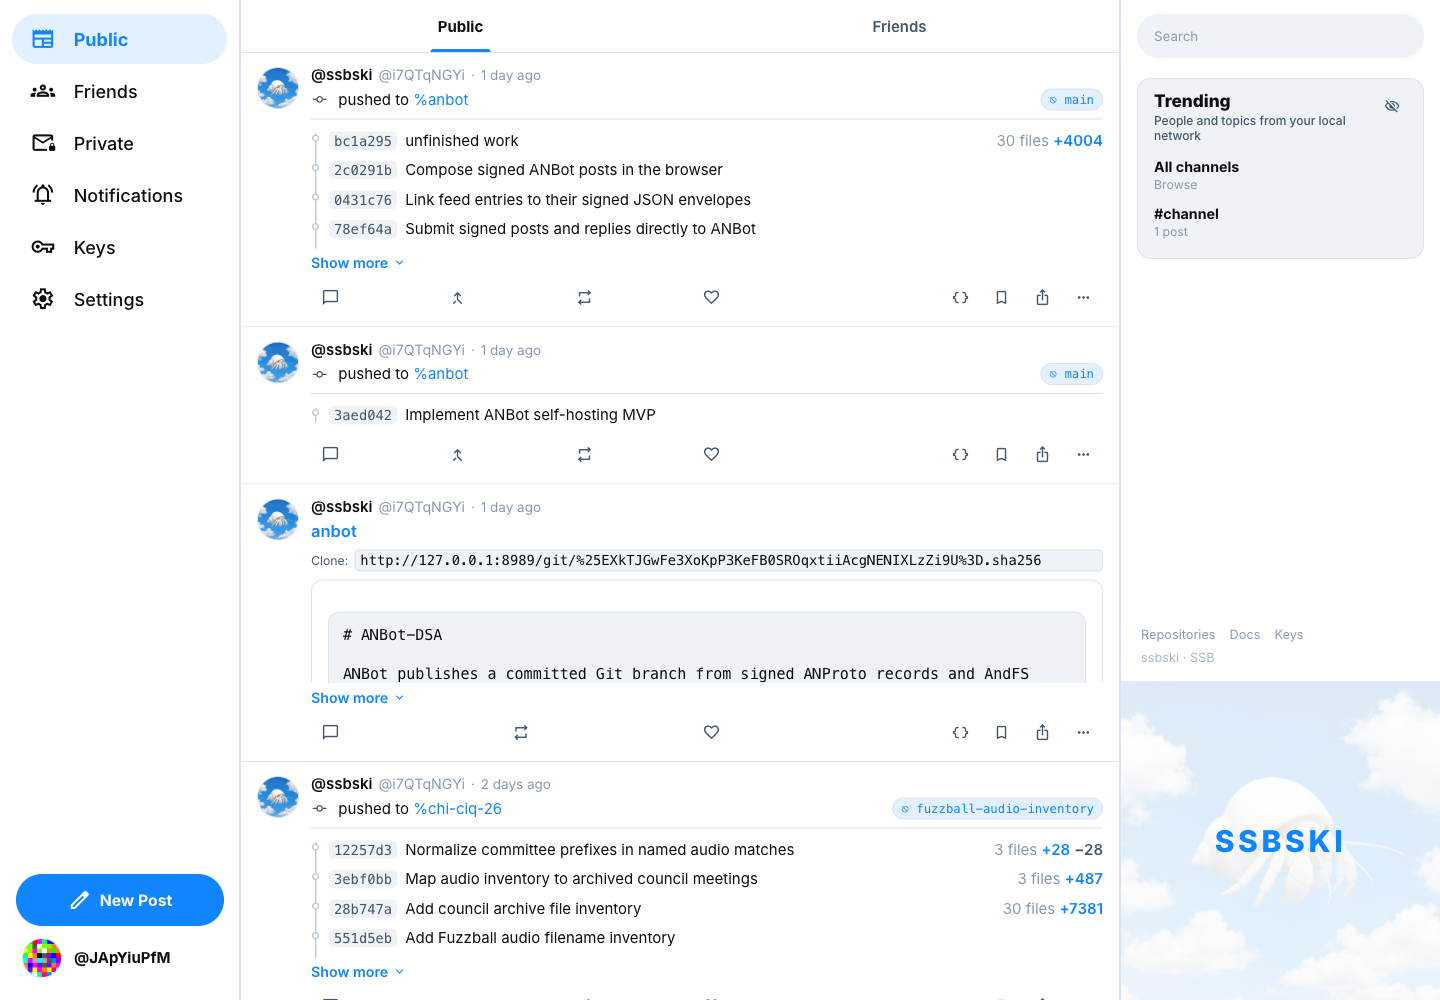 Public
Friends
Private
Notifications
Keys
Settings
New Post
@JApYiuPfM
Public
Friends
@ssbski @i7QTqNGYi · 1 day ago
pushed to %anbot
main
bc1a295 unfinished work 30 files +4004
2c0291b Compose signed ANBot posts in the browser
0431c76 Link feed entries to their signed JSON envelopes
78ef64a Submit signed posts and replies directly to ANBot
Show more
@ssbski @i7QTqNGYi · 1 day ago
pushed to %anbot
main
3aed042 Implement ANBot self-hosting MVP
@ssbski @i7QTqNGYi · 1 day ago
anbot
Clone: http://127.0.0.1:8989/git/%25EXkTJGwFe3XoKpP3KeFB0SROqxtiiAcgNENIXLzZi9U%3D.sha256
# ANBot-DSA
ANBot publishes a committed Git branch from signed ANProto records and AndFS
Show more
@ssbski @i7QTqNGYi · 2 days ago
pushed to %chi-ciq-26
fuzzball-audio-inventory
12257d3 Normalize committee prefixes in named audio matches 3 files +28 −28
3ebf0bb Map audio inventory to archived council meetings 3 files +487
28b747a Add council archive file inventory 30 files +7381
551d5eb Add Fuzzball audio filename inventory
Show more
Search
Trending
People and topics from your local
network
All channels
Browse
#channel
1 post
Repositories Docs Keys
ssbski · SSB
SSBSKI